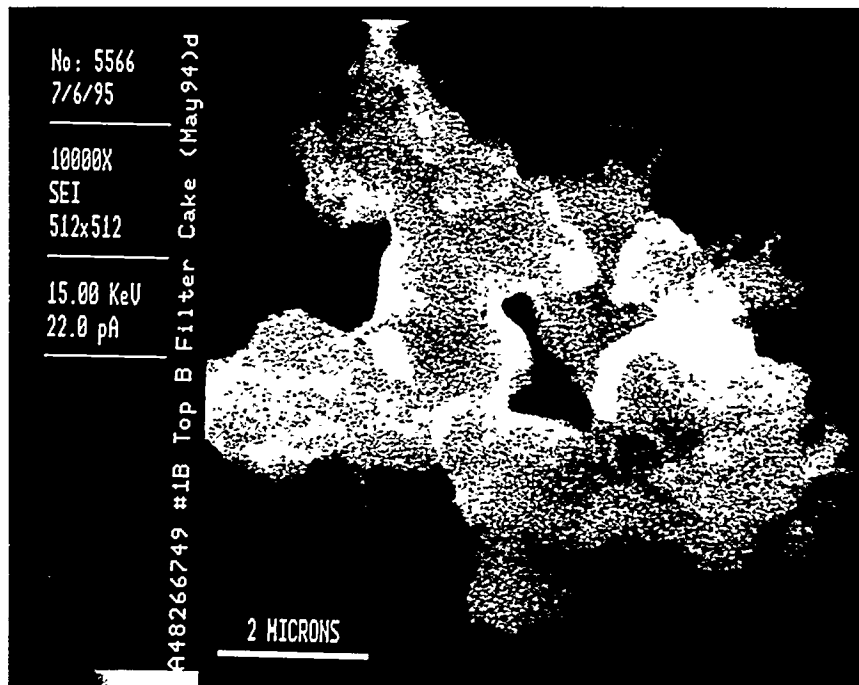 No: 5566
7/6/95
10000X
SEI
512x512
15.00 KeV
22.0 pA
A48266749 #1B Top B Filter Cake (May94)d
2 MICRONS